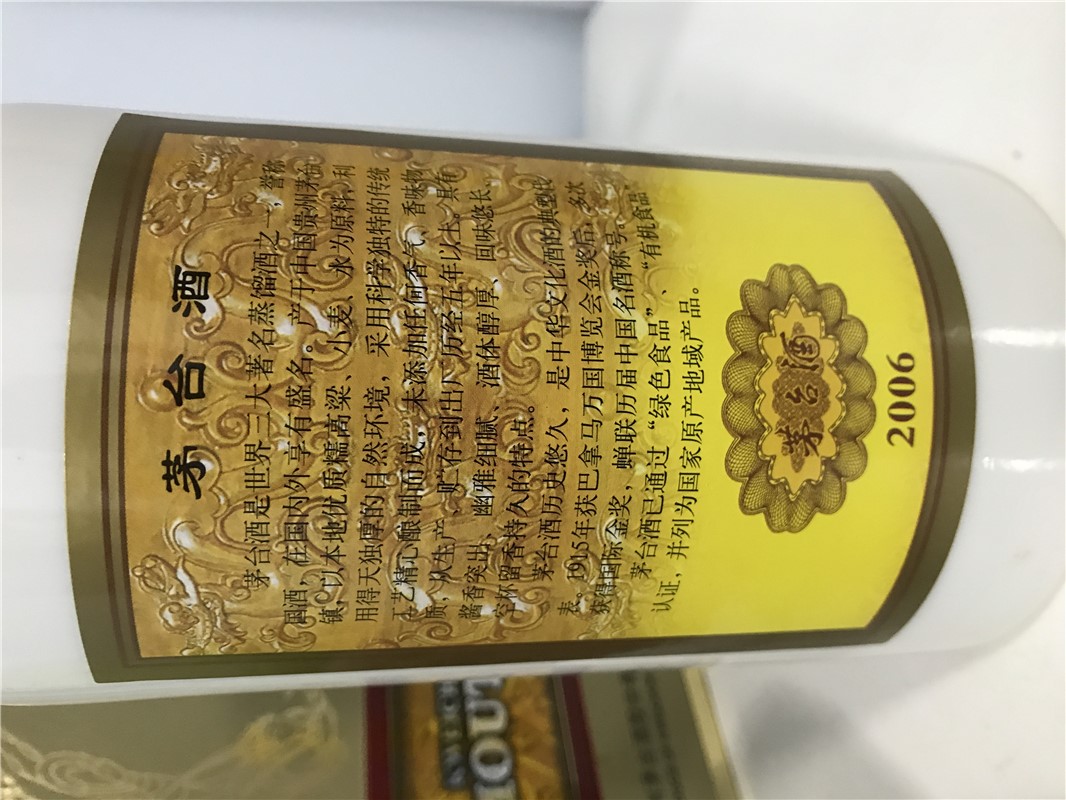 茅台酒
茅台酒是世界三大著名蒸馏酒之一，誉称
国酒，在国内外享有盛名。产于中国贵州茅台
镇，以本地优质糯高粱、小麦、水为原料，利
用得天独厚的自然环境，采用科学独特的传统
工艺精心酿制而成，未添加任何香气、香味物
质，从生产、贮存到出厂历经五年以上。具有
酱香突出、幽雅细腻、酒体醇厚、回味悠长、
空杯留香持久的特点。
茅台酒历史悠久，是中华文化酒的典型代
表。1915年获巴拿马万国博览会金奖后，多次
获得国际金奖，蝉联历届中国名酒称号。
茅台酒已通过“绿色食品”、“有机食品”
认证，并列为国家原产地域产品。
茅台酒
2006